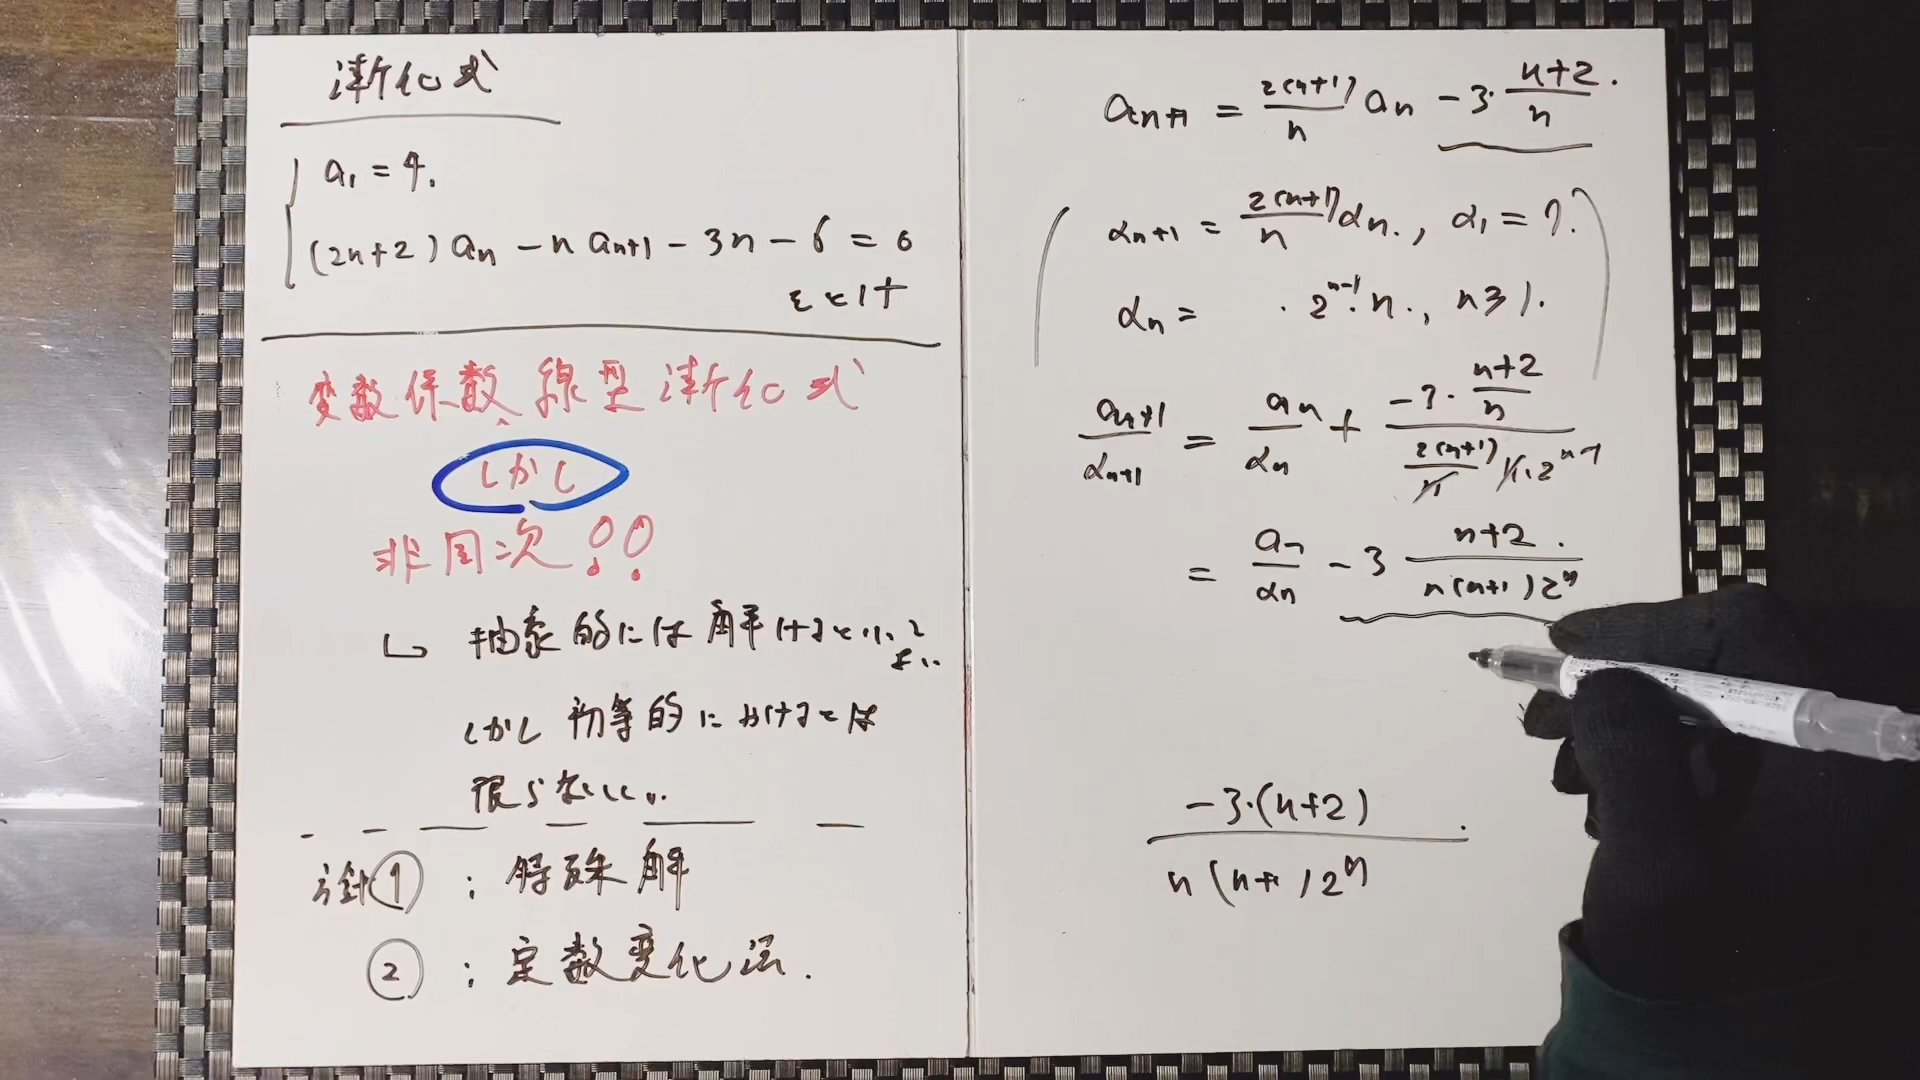 漸化式
a₁ = 4.
(2n+2)aₙ − n aₙ₊₁ − 3n − 6 = 0
をとけ
変数係数線型漸化式
しかし
非同次!!
↳ 抽象的には解けるといって
よい.
しかし 初等的に解けるとは
限らない...
方針① : 特殊解
② : 定数変化法.
aₙ₊₁ = 2(n+1)/n aₙ − 3· (n+2)/n .
αₙ₊₁ = 2(n+1)/n αₙ. , α₁ = 1.
αₙ = · 2ⁿ⁻¹· n. , n≥1.
aₙ₊₁/αₙ₊₁ = aₙ/αₙ + (−3· (n+2)/n) / (2(n+1)/n n·2ⁿ⁻¹)
= aₙ/αₙ − 3 (n+2)/(n(n+1)2ⁿ) .
−3·(n+2) / n(n+1)2ⁿ .